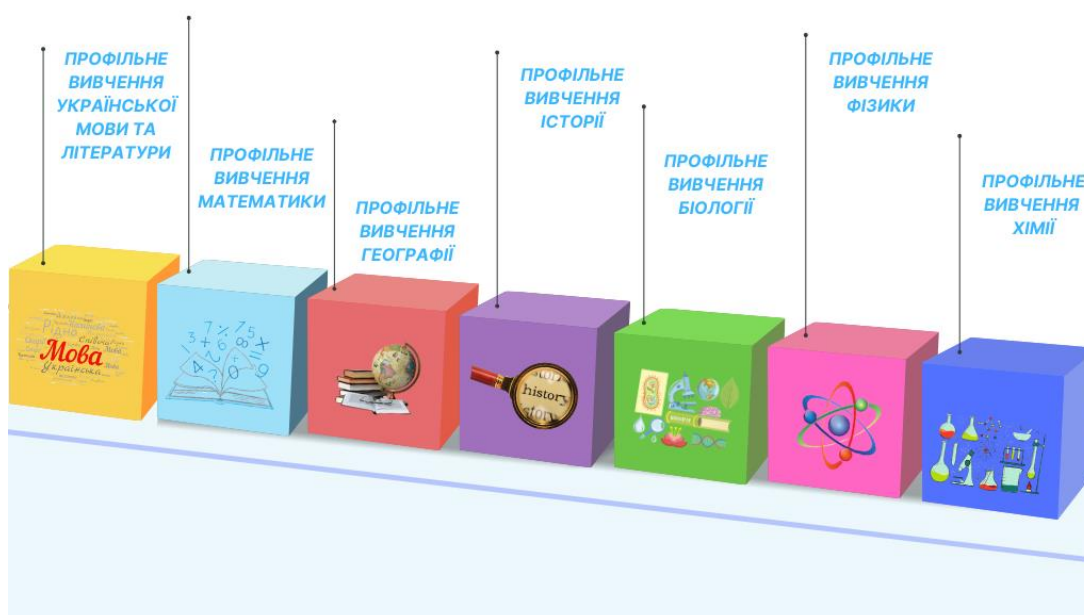 ПРОФІЛЬНЕ
ВИВЧЕННЯ
УКРАЇНСЬКОЇ
МОВИ ТА
ЛІТЕРАТУРИ
ПРОФІЛЬНЕ
ВИВЧЕННЯ
МАТЕМАТИКИ
ПРОФІЛЬНЕ
ВИВЧЕННЯ
ГЕОГРАФІЇ
ПРОФІЛЬНЕ
ВИВЧЕННЯ
ІСТОРІЇ
ПРОФІЛЬНЕ
ВИВЧЕННЯ
БІОЛОГІЇ
ПРОФІЛЬНЕ
ВИВЧЕННЯ
ФІЗИКИ
ПРОФІЛЬНЕ
ВИВЧЕННЯ
ХІМІЇ
Рідна
Мова
Українська
history